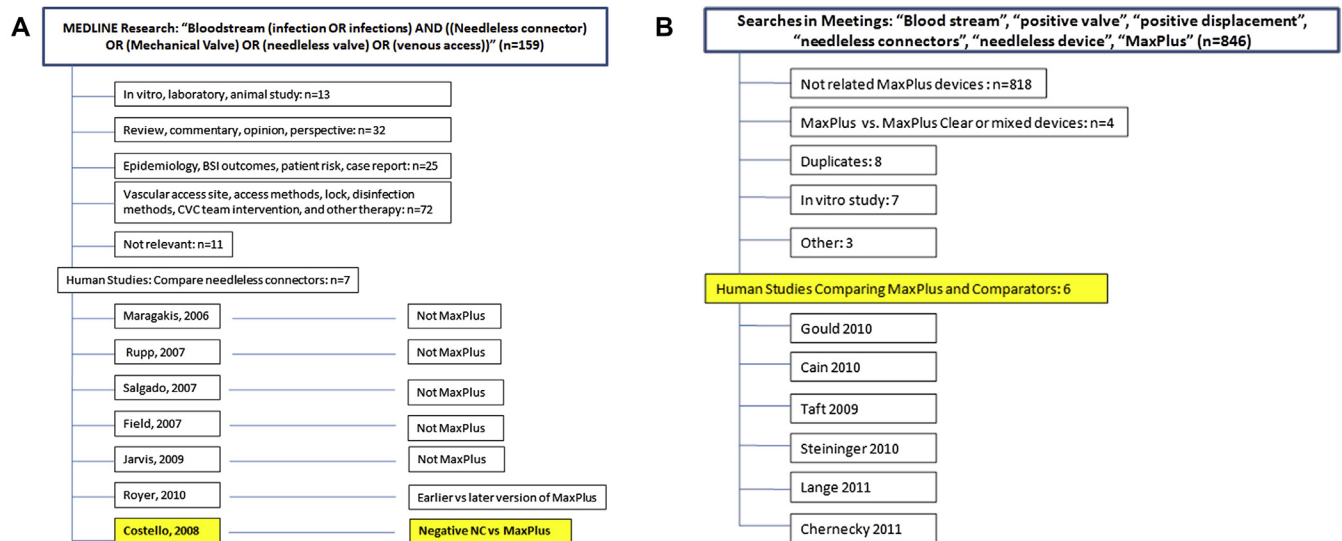 A
MEDLINE Research: “Bloodstream (infection OR infections) AND ((Needleless connector)
OR (Mechanical Valve) OR (needleless valve) OR (venous access))” (n=159)
In vitro, laboratory, animal study: n=13
Review, commentary, opinion, perspective: n=32
Epidemiology, BSI outcomes, patient risk, case report: n=25
Vascular access site, access methods, lock, disinfection
methods, CVC team intervention, and other therapy: n=72
Not relevant: n=11
Human Studies: Compare needleless connectors: n=7
Maragakis, 2006
Not MaxPlus
Rupp, 2007
Not MaxPlus
Salgado, 2007
Not MaxPlus
Field, 2007
Not MaxPlus
Jarvis, 2009
Not MaxPlus
Royer, 2010
Earlier vs later version of MaxPlus
Costello, 2008
Negative NC vs MaxPlus
B
Searches in Meetings: “Blood stream”, “positive valve”, “positive displacement”,
“needleless connectors”, “needleless device”, “MaxPlus” (n=846)
Not related MaxPlus devices : n=818
MaxPlus vs. MaxPlus Clear or mixed devices: n=4
Duplicates: 8
In vitro study: 7
Other: 3
Human Studies Comparing MaxPlus and Comparators: 6
Gould 2010
Cain 2010
Taft 2009
Steininger 2010
Lange 2011
Chernecky 2011